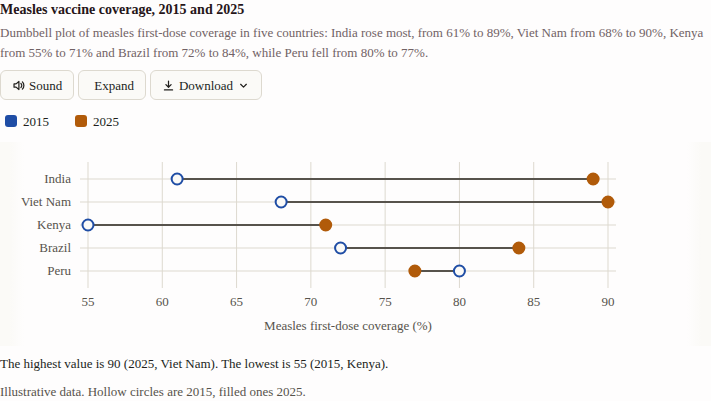 Measles vaccine coverage, 2015 and 2025
Dumbbell plot of measles first-dose coverage in five countries: India rose most, from 61% to 89%, Viet Nam from 68% to 90%, Kenya
from 55% to 71% and Brazil from 72% to 84%, while Peru fell from 80% to 77%.
Sound Expand Download
2015 2025
India
Viet Nam
Kenya
Brazil
Peru
55 60 65 70 75 80 85 90
Measles first-dose coverage (%)
The highest value is 90 (2025, Viet Nam). The lowest is 55 (2015, Kenya).
Illustrative data. Hollow circles are 2015, filled ones 2025.